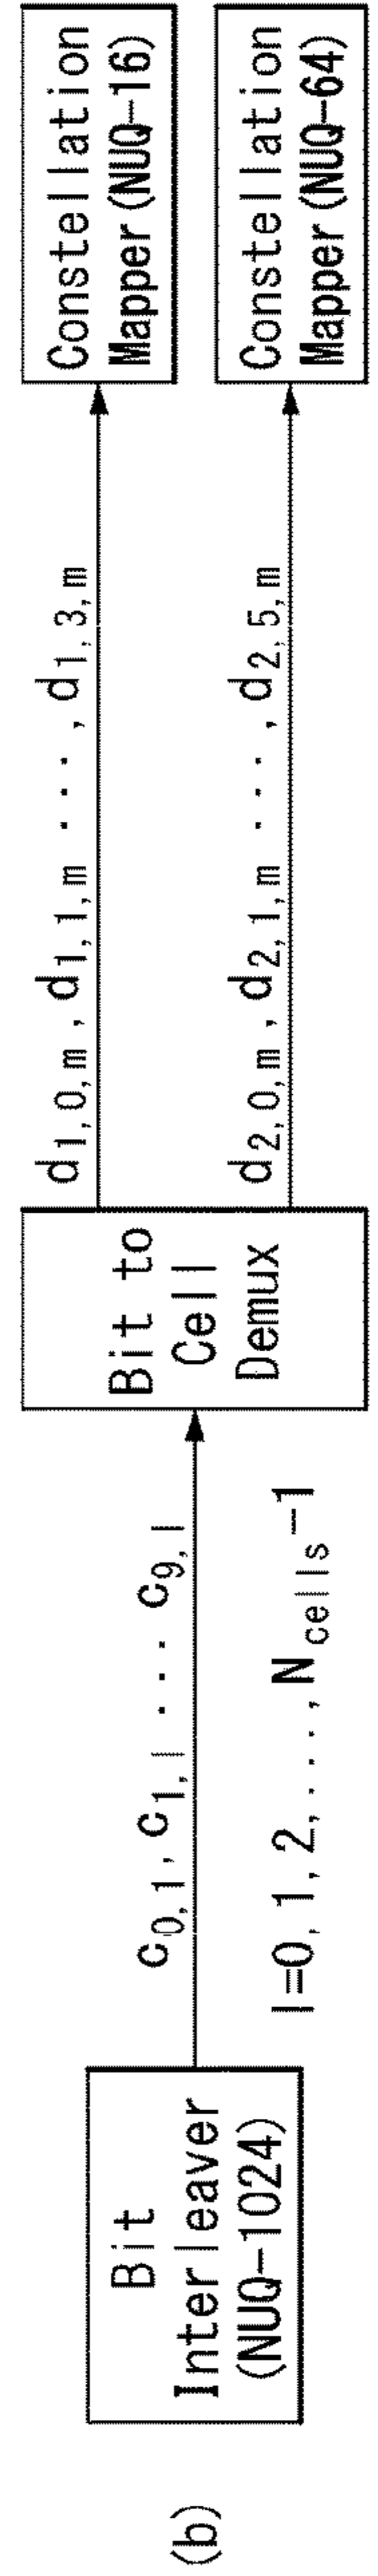 (b)
Bit
Interleaver
(NUQ-1024)
c0,1, c1,l ... c9,l
l=0, 1, 2, ..., Ncells-1
Bit to
Cell
Demux
d1,0,m, d1,1,m ..., d1,3,m
d2,0,m, d2,1,m ..., d2,5,m
Constellation
Mapper (NUQ-16)
Constellation
Mapper (NUQ-64)